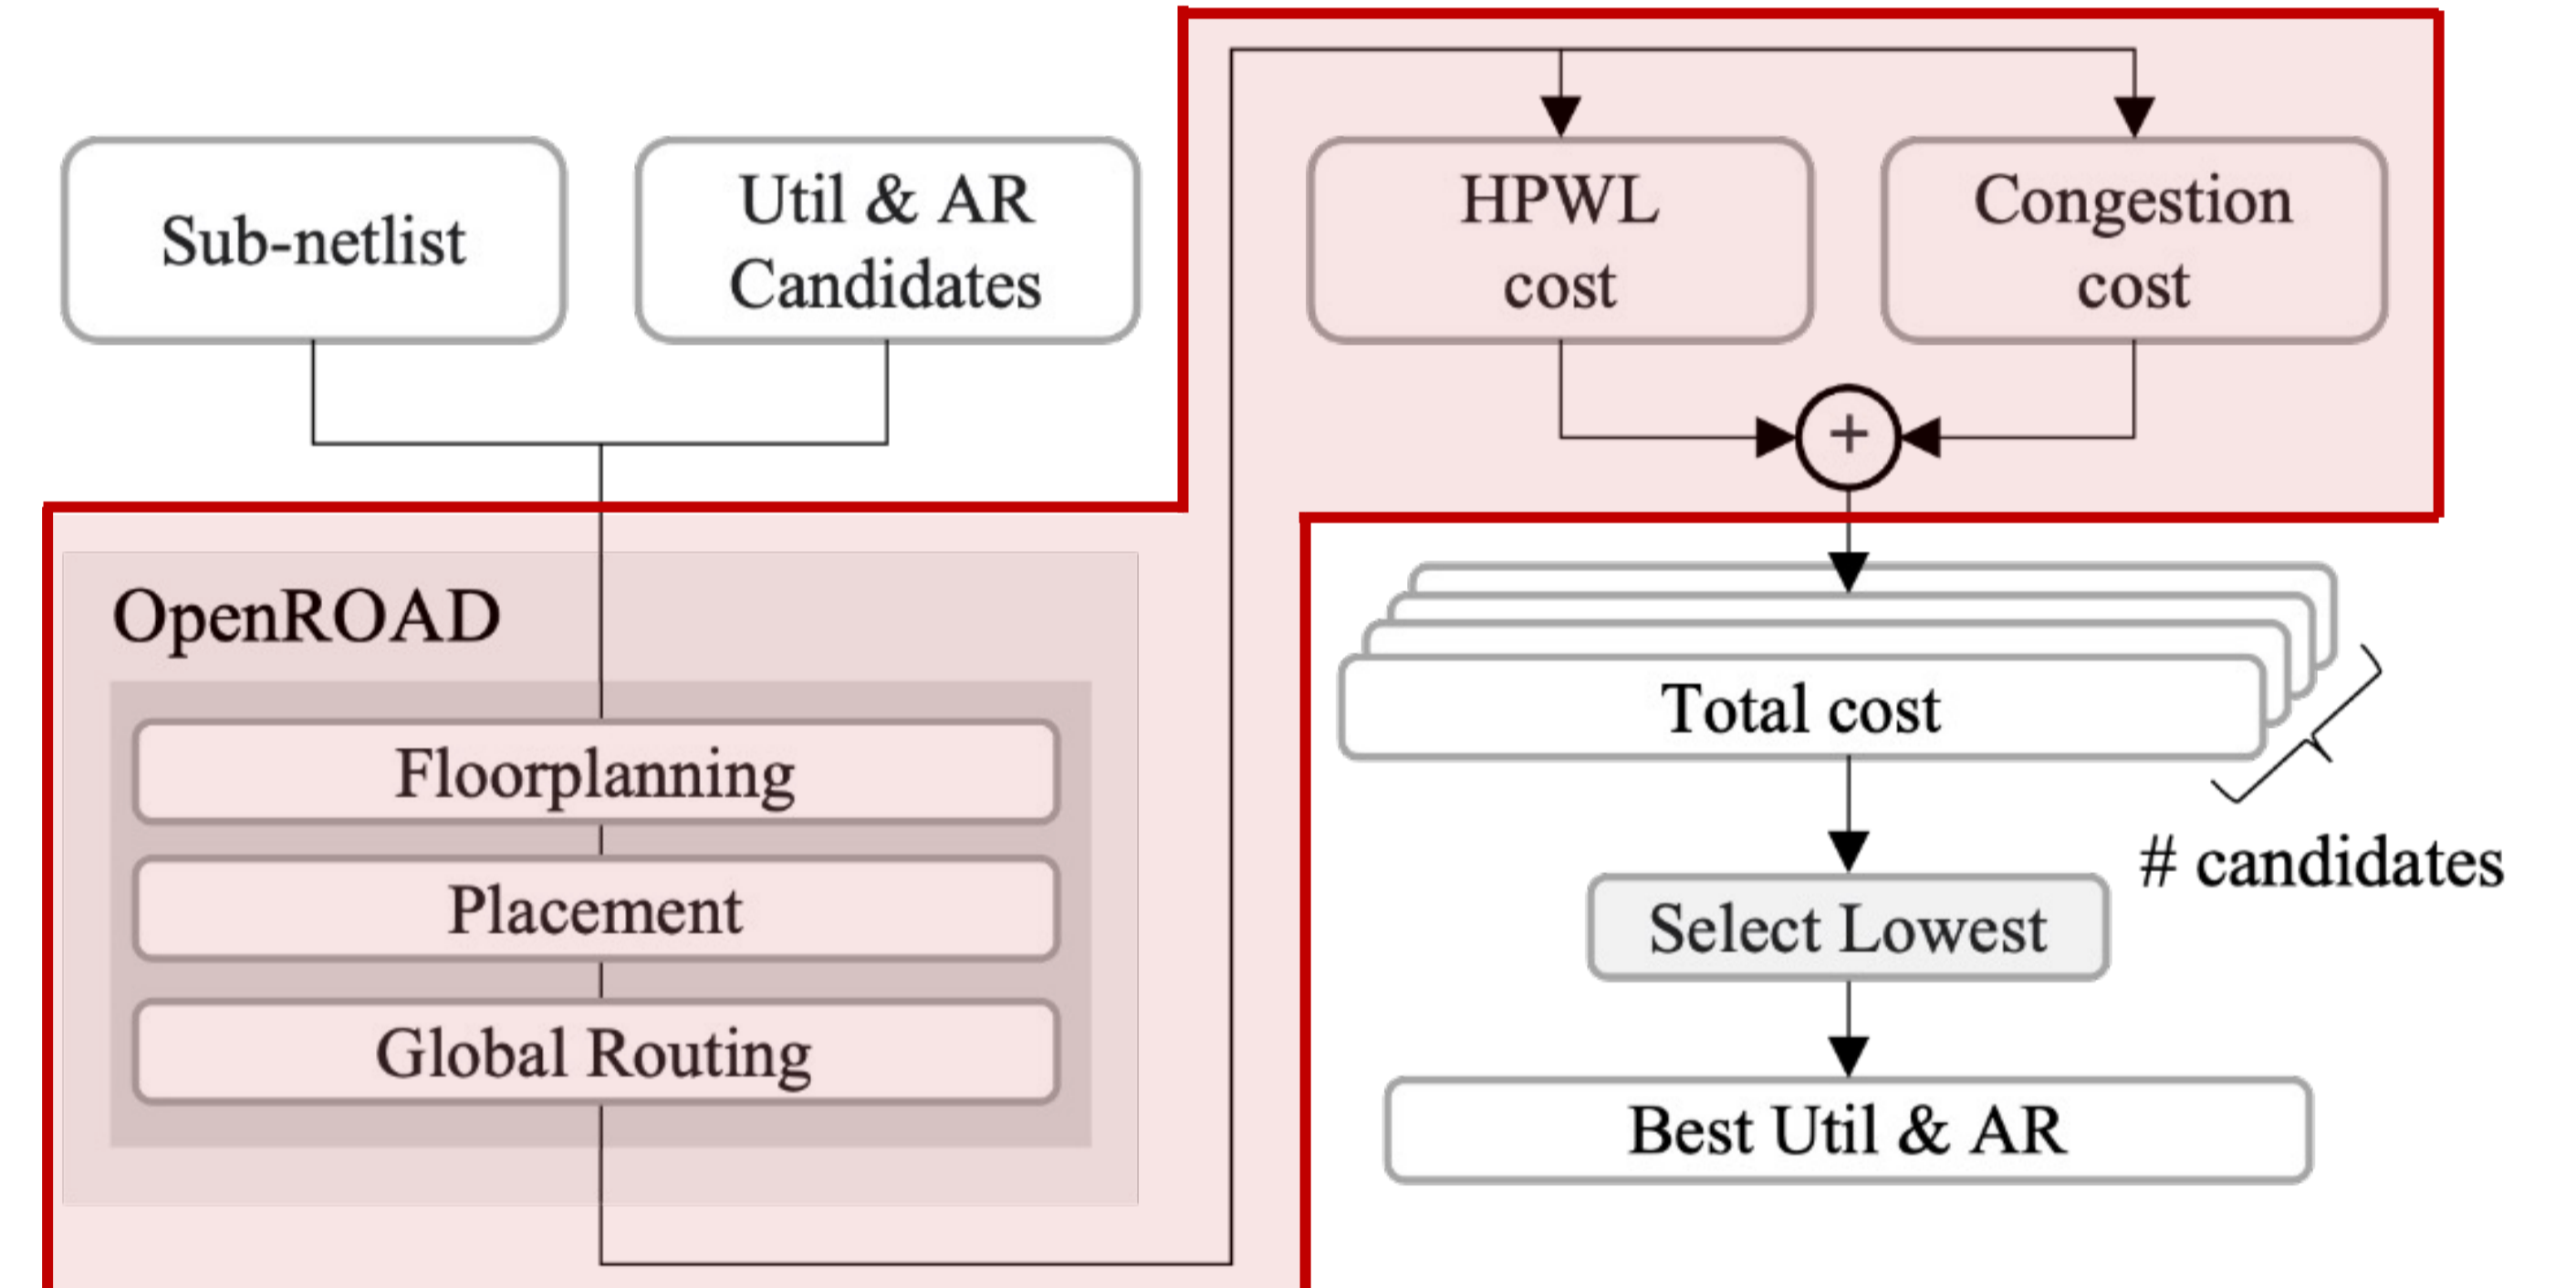 Sub-netlist
Util & AR
Candidates
OpenROAD
Floorplanning
Placement
Global Routing
HPWL
cost
Congestion
cost
+
Total cost
# candidates
Select Lowest
Best Util & AR